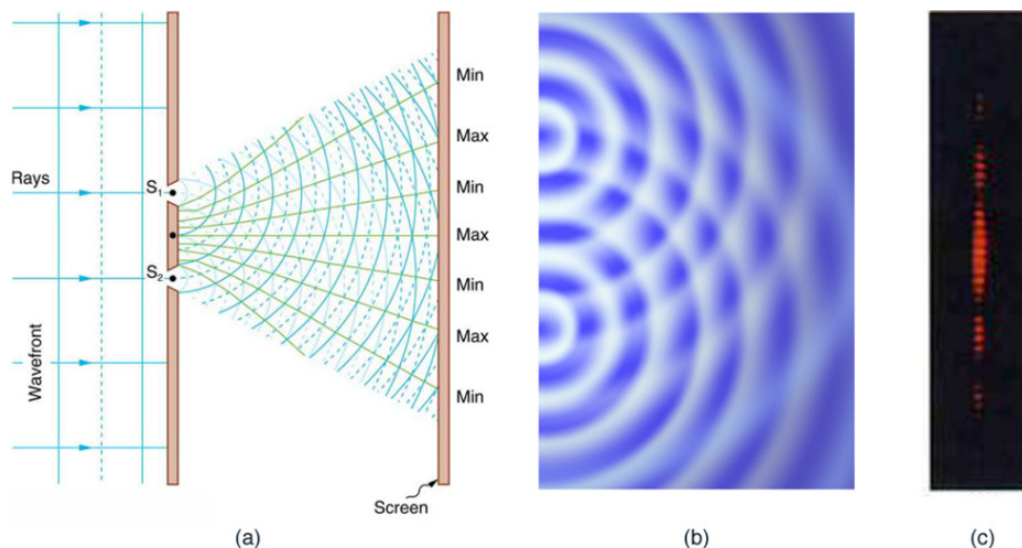 Rays
Wavefront
S₁
S₂
Min
Max
Min
Max
Min
Max
Min
Screen
(a)
(b)
(c)